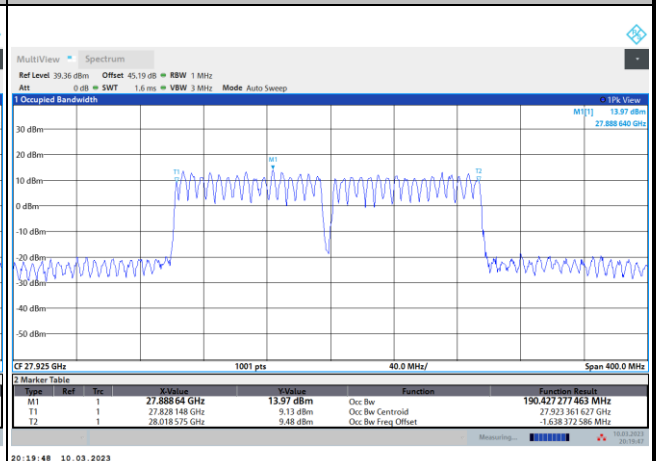 MultiView Spectrum
Ref Level 39.36 dBm Offset 45.19 dB RBW 1 MHz
Att 0 dB SWT 1.6 ms VBW 3 MHz Mode Auto Sweep
1 Occupied Bandwidth 1Pk View
M1[1] 13.97 dBm
27.888 640 GHz
30 dBm
20 dBm
M1
T1
T2
10 dBm
0 dBm
-10 dBm
-20 dBm
-30 dBm
-40 dBm
-50 dBm
CF 27.925 GHz 1001 pts 40.0 MHz/ Span 400.0 MHz
2 Marker Table
Type Ref Trc X-Value Y-Value Function Function Result
M1 1 27.888 64 GHz 13.97 dBm Occ Bw 190.427 277 463 MHz
T1 1 27.828 148 GHz 9.13 dBm Occ Bw Centroid 27.923 361 627 GHz
T2 1 28.018 575 GHz 9.48 dBm Occ Bw Freq Offset -1.638 372 586 MHz
Measuring... 10.03.2023
20:19:47
20:19:48 10.03.2023